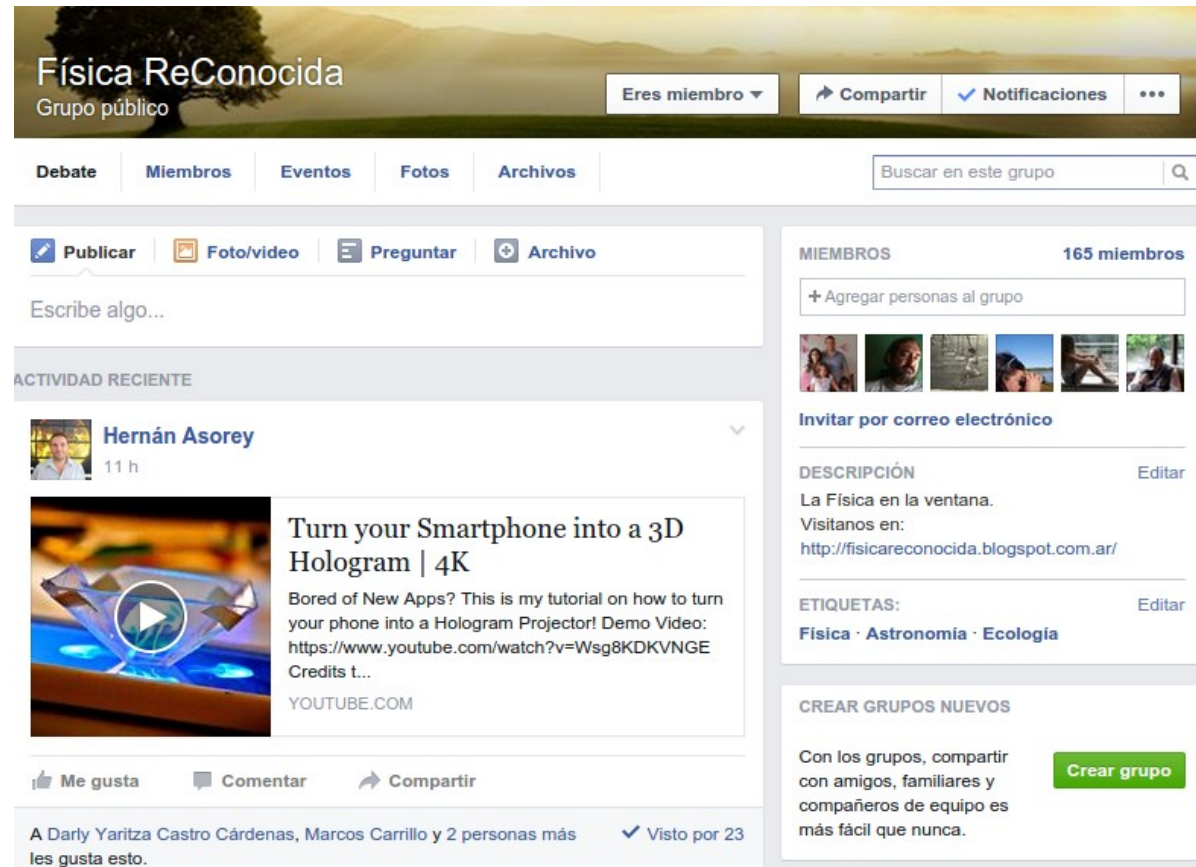 Física ReConocida
Grupo público
Eres miembro
Compartir
Notificaciones
Debate
Miembros
Eventos
Fotos
Archivos
Buscar en este grupo
Publicar
Foto/video
Preguntar
Archivo
Escribe algo...
ACTIVIDAD RECIENTE
Hernán Asorey
11 h
Turn your Smartphone into a 3D
Hologram | 4K
Bored of New Apps? This is my tutorial on how to turn
your phone into a Hologram Projector! Demo Video:
https://www.youtube.com/watch?v=Wsg8KDKVNGE
Credits t...
YOUTUBE.COM
Me gusta
Comentar
Compartir
A Darly Yaritza Castro Cárdenas, Marcos Carrillo y 2 personas más
les gusta esto.
Visto por 23
MIEMBROS
165 miembros
+ Agregar personas al grupo
Invitar por correo electrónico
DESCRIPCIÓN
Editar
La Física en la ventana.
Visitanos en:
http://fisicareconocida.blogspot.com.ar/
ETIQUETAS:
Editar
Física · Astronomía · Ecología
CREAR GRUPOS NUEVOS
Con los grupos, compartir
con amigos, familiares y
compañeros de equipo es
más fácil que nunca.
Crear grupo